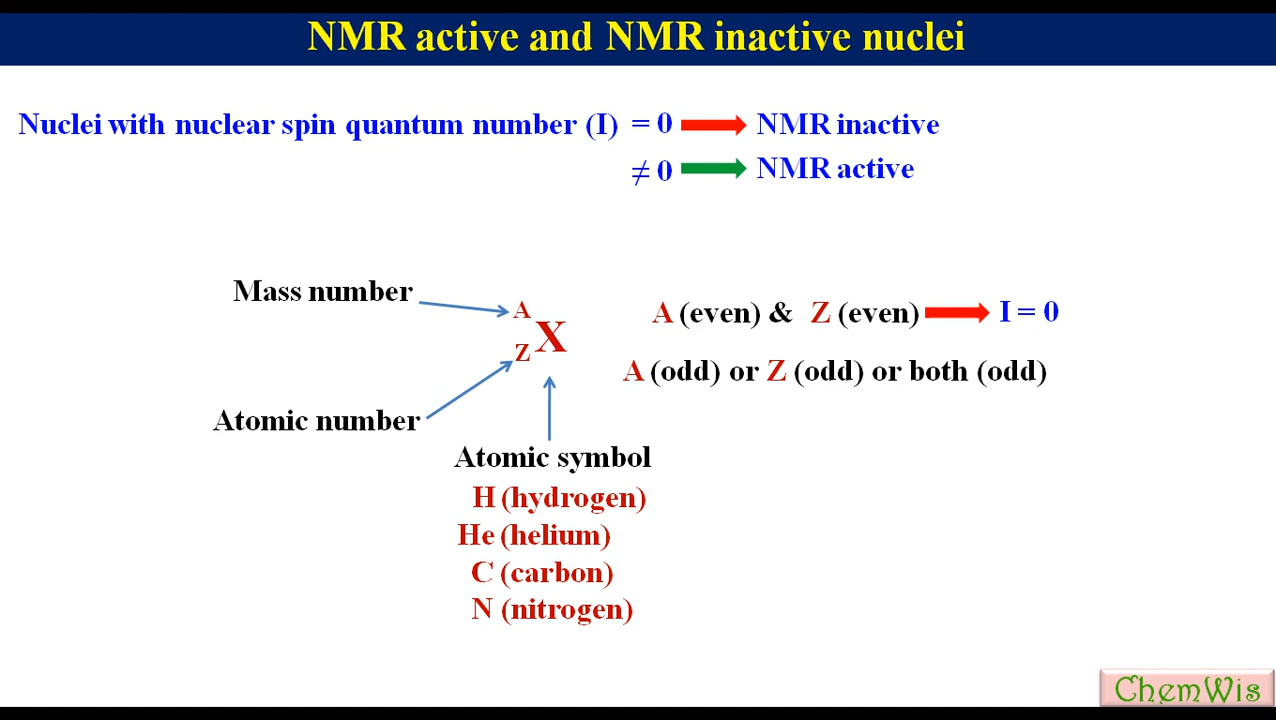 NMR active and NMR inactive nuclei
Nuclei with nuclear spin quantum number (I) = 0 NMR inactive
≠ 0 NMR active
Mass number
A
Z X
A (even) & Z (even) I = 0
A (odd) or Z (odd) or both (odd)
Atomic number
Atomic symbol
H (hydrogen)
He (helium)
C (carbon)
N (nitrogen)
ChemWis